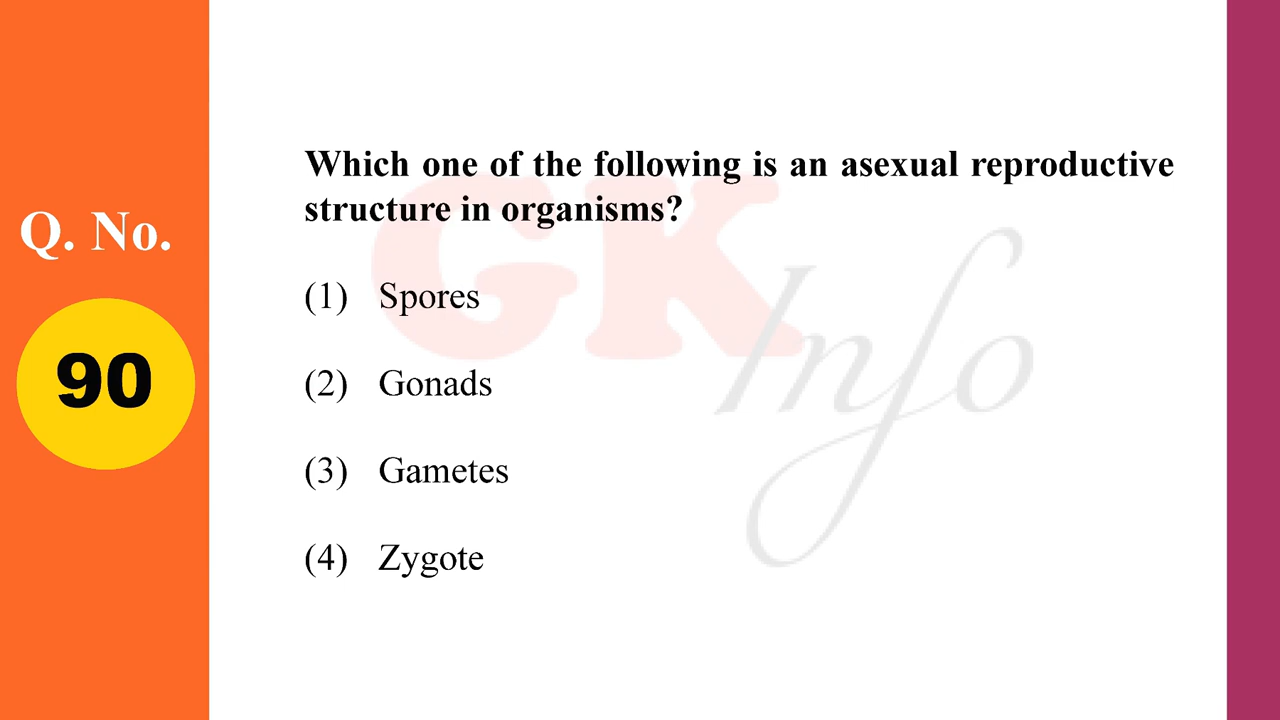 Q. No.
90
Which one of the following is an asexual reproductive
structure in organisms?
(1) Spores
(2) Gonads
(3) Gametes
(4) Zygote
GK
Info